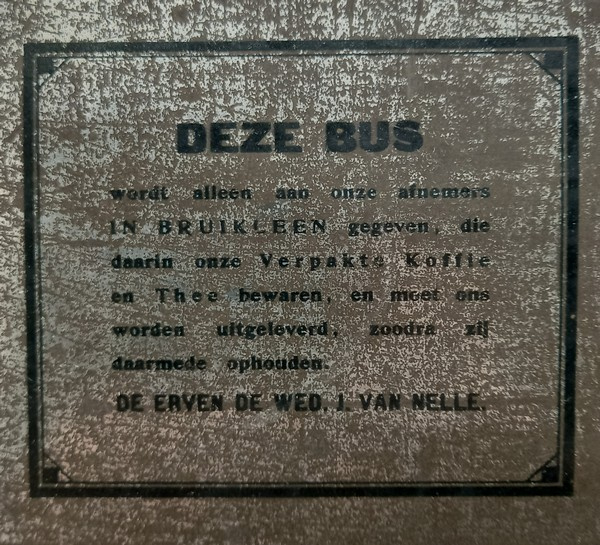 DEZE BUS
wordt alleen aan onze afnemers
IN BRUIKLEEN gegeven, die
daarin onze Verpakte Koffie
en Thee bewaren, en moet ons
worden uitgeleverd, zoodra zij
daarmede ophouden.
DE ERVEN DE WED. J. VAN NELLE.